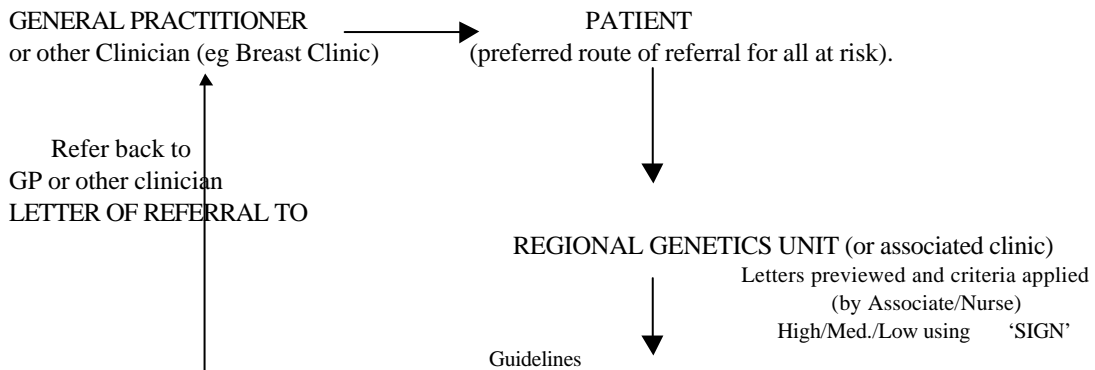 GENERAL PRACTITIONER
PATIENT
or other Clinician (eg Breast Clinic)
(preferred route of referral for all at risk).
Refer back to
GP or other clinician
LETTER OF REFERRAL TO
REGIONAL GENETICS UNIT (or associated clinic)
Letters previewed and criteria applied
(by Associate/Nurse)
High/Med./Low using ‘SIGN’
Guidelines